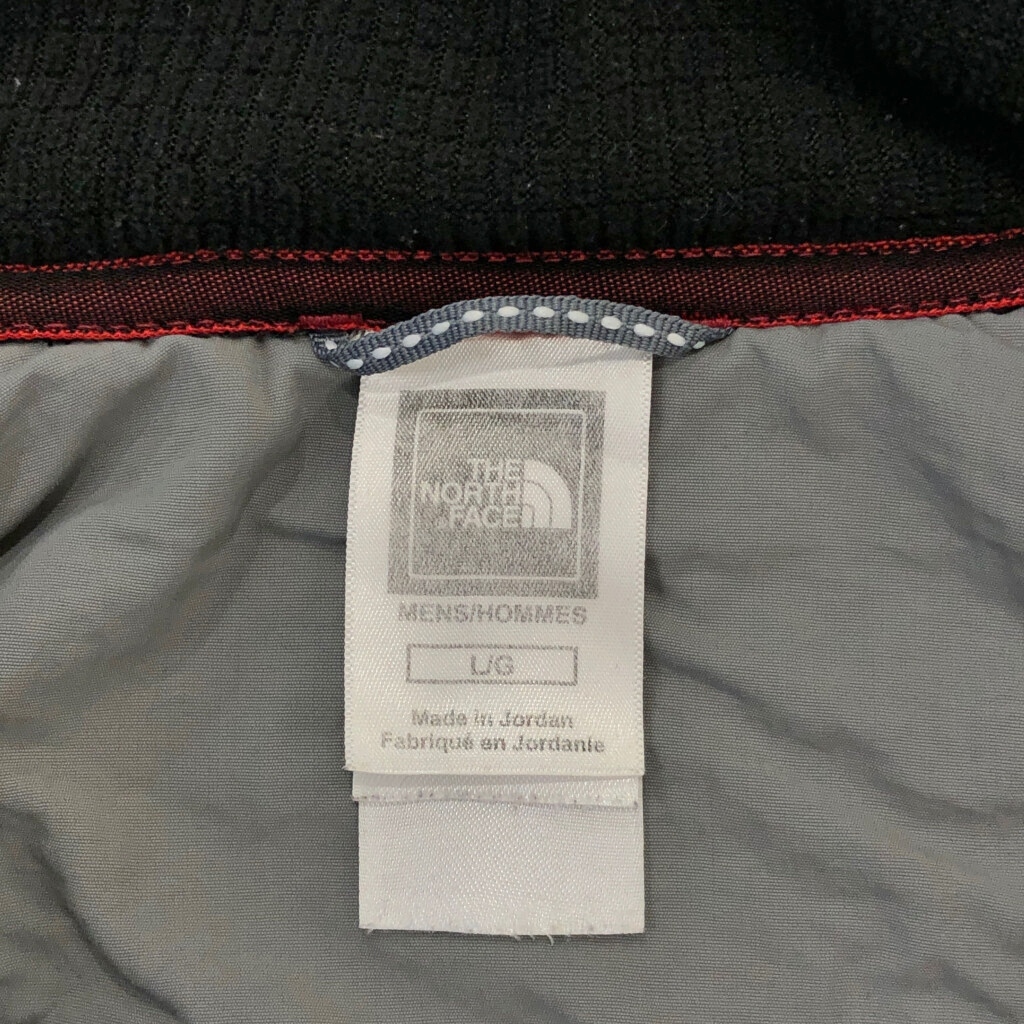 THE
NORTH
FACE
MENS/HOMMES
L/G
Made in Jordan
Fabriqué en Jordanie